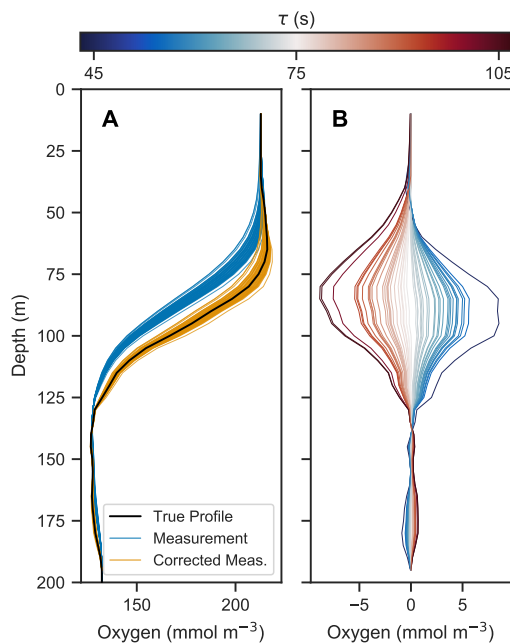 τ (s)
45 75 105
A B
0
25
50
75
100
125
150
175
200
Depth (m)
True Profile
Measurement
Corrected Meas.
150 200
−5 0 5
Oxygen (mmol m⁻³) Oxygen (mmol m⁻³)